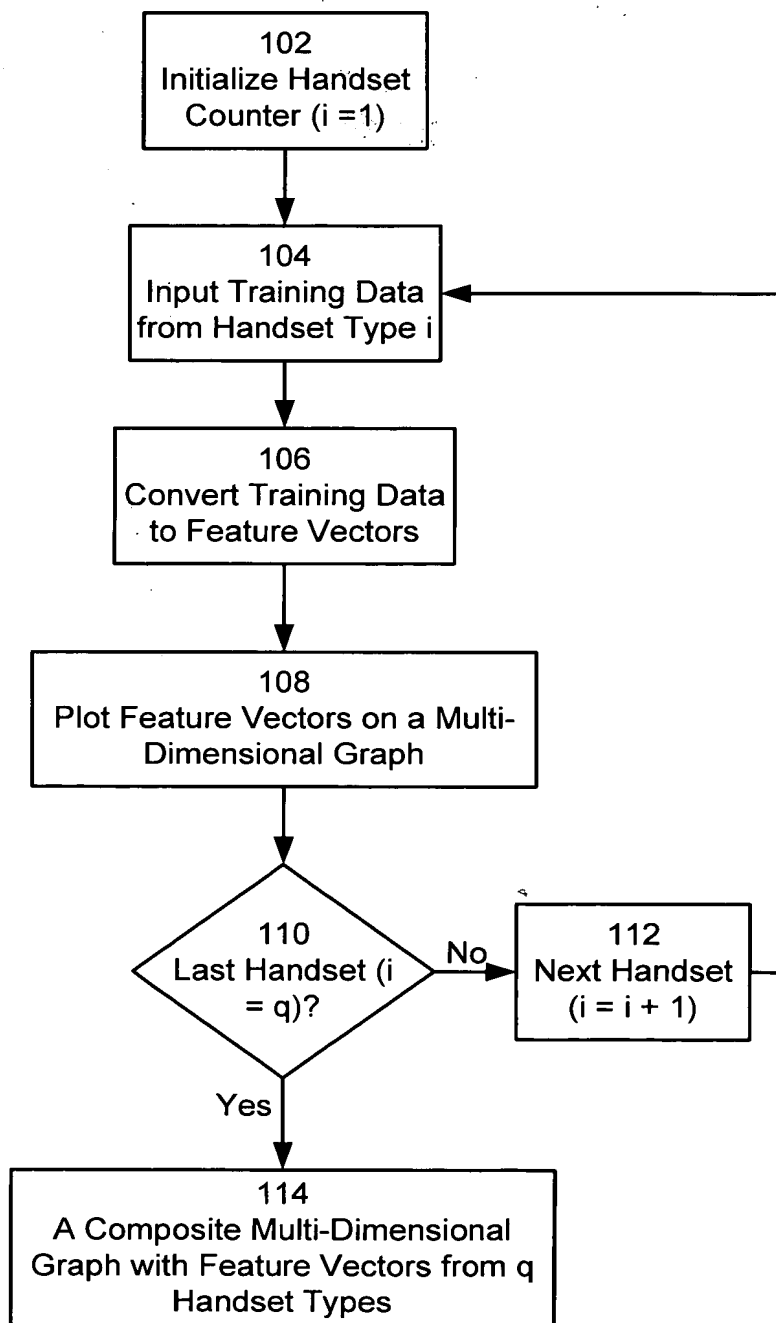 102
Initialize Handset
Counter (i =1)
104
Input Training Data
from Handset Type i
106
Convert Training Data
to Feature Vectors
108
Plot Feature Vectors on a Multi-
Dimensional Graph
110
Last Handset (i
= q)?
No
112
Next Handset
(i = i + 1)
Yes
114
A Composite Multi-Dimensional
Graph with Feature Vectors from q
Handset Types